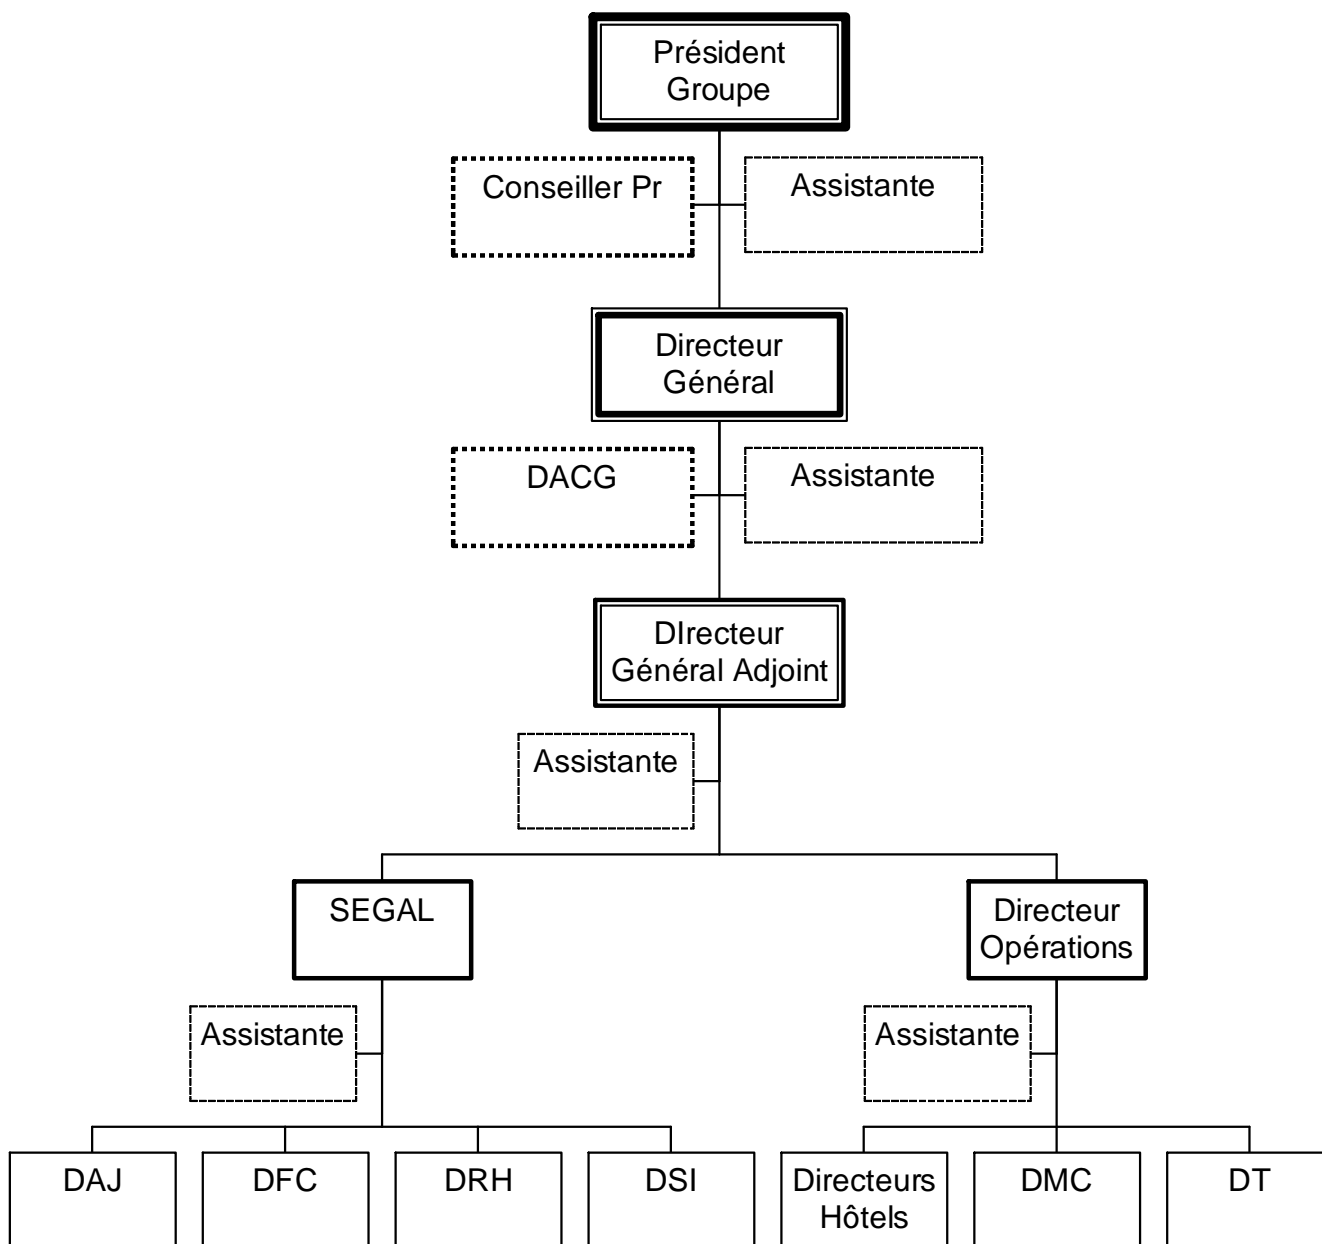 Président
Groupe
Conseiller Pr
Assistante
Directeur
Général
DACG
Assistante
DIrecteur
Général Adjoint
Assistante
SEGAL
Directeur
Opérations
Assistante
Assistante
DAJ
DFC
DRH
DSI
Directeurs
Hôtels
DMC
DT